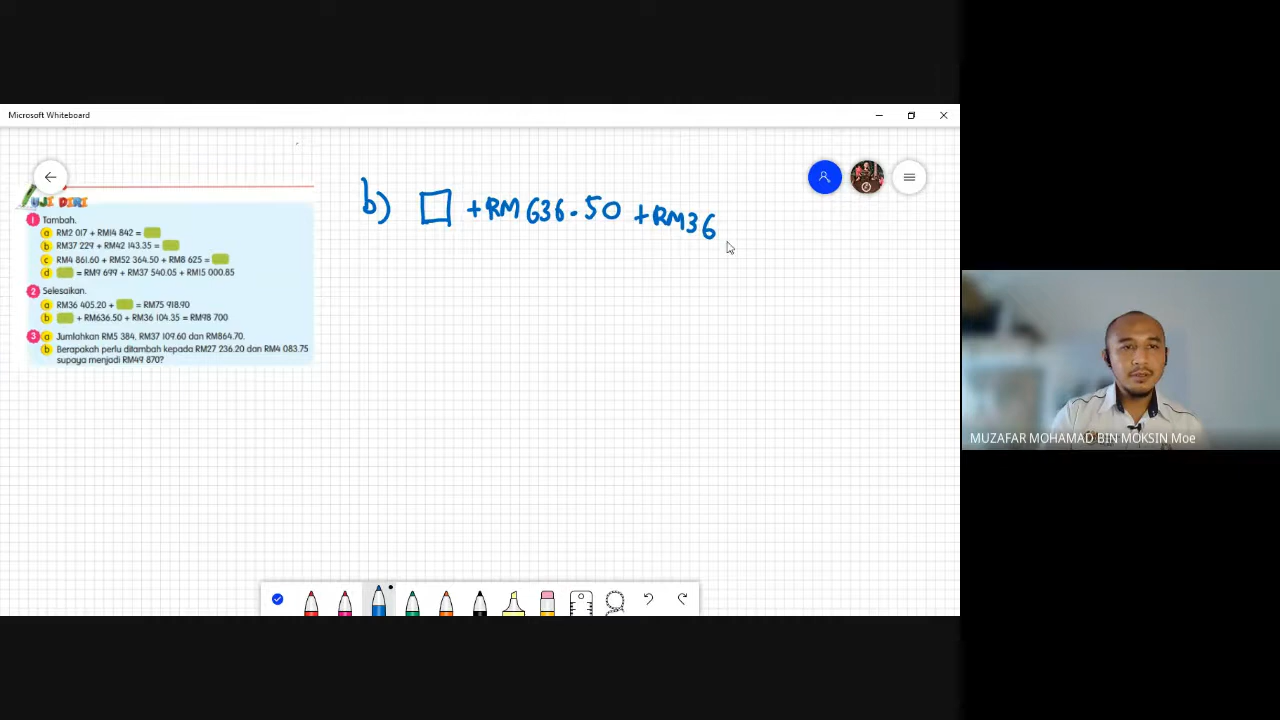 Microsoft Whiteboard
UJI DIRI
1 Tambah.
a RM2 017 + RM14 842 =
b RM37 229 + RM42 143.35 =
c RM4 861.60 + RM52 364.50 + RM8 625 =
d = RM9 699 + RM37 540.05 + RM15 000.85
2 Selesaikan.
a RM36 405.20 + = RM75 918.90
b + RM636.50 + RM36 104.35 = RM98 700
3 a Jumlahkan RM5 384, RM37 109.60 dan RM864.70.
b Berapakah perlu ditambah kepada RM27 236.20 dan RM4 083.75
supaya menjadi RM49 870?
b) □ + RM 636.50 + RM36
MUZAFAR MOHAMAD BIN MOKSIN Moe